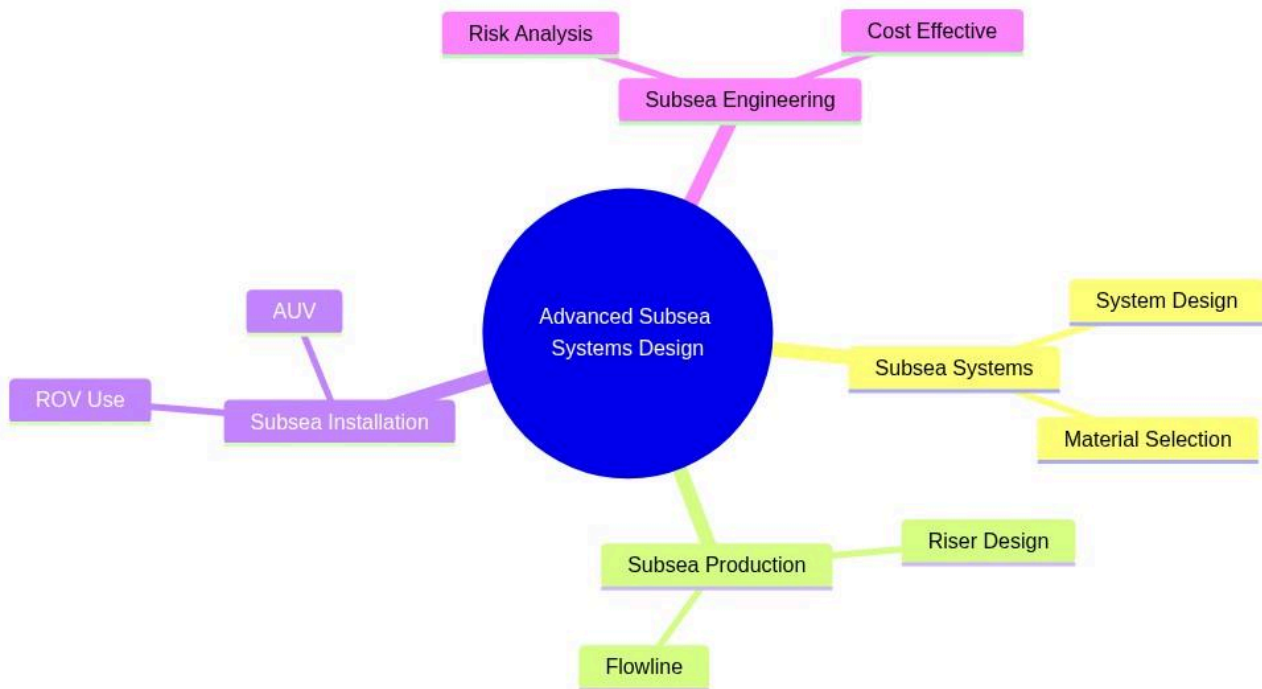 Risk Analysis
Cost Effective
Subsea Engineering
Advanced Subsea
Systems Design
AUV
ROV Use
Subsea Installation
System Design
Subsea Systems
Material Selection
Subsea Production
Riser Design
Flowline